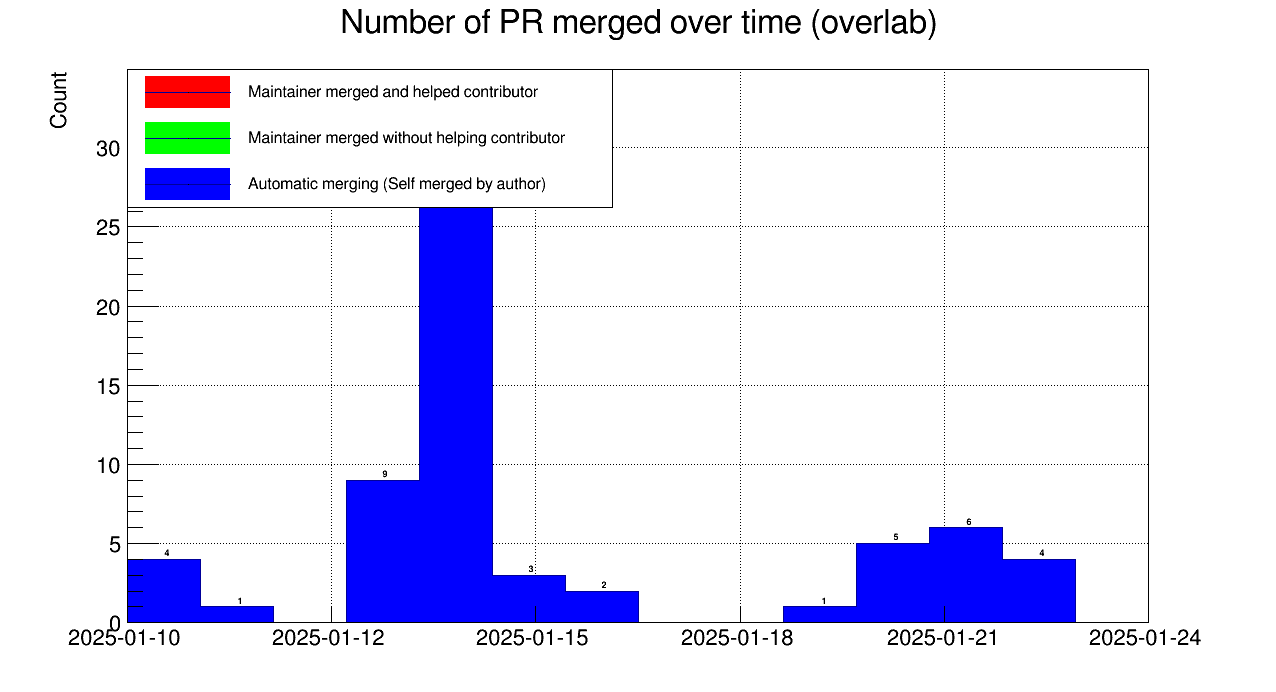 Number of PR merged over time (overlab)
Count
Maintainer merged and helped contributor
Maintainer merged without helping contributor
Automatic merging (Self merged by author)
30
25
20
15
10
5
0
4
1
9
3
2
1
5
6
4
2025-01-10 2025-01-12 2025-01-15 2025-01-18 2025-01-21 2025-01-24